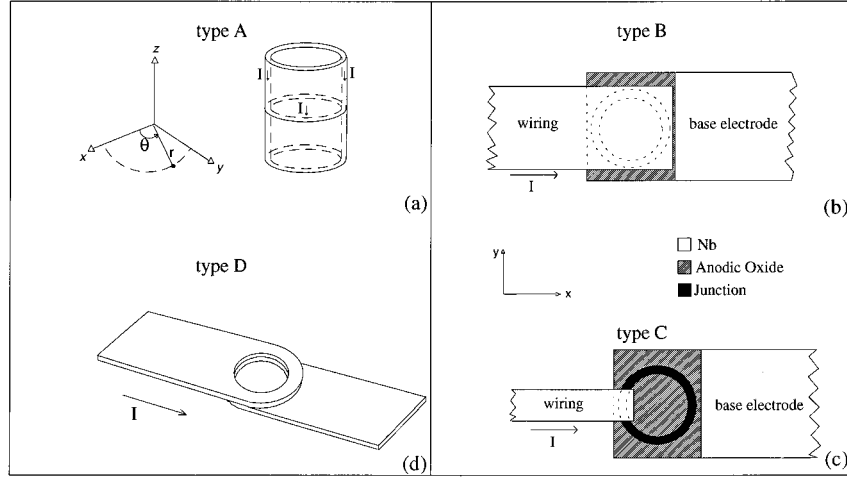 type A
z
I
I
I
x
θ
r
y
(a)
type B
wiring
base electrode
I
(b)
type D
I
(d)
y
x
Nb
Anodic Oxide
Junction
type C
wiring
base electrode
I
(c)